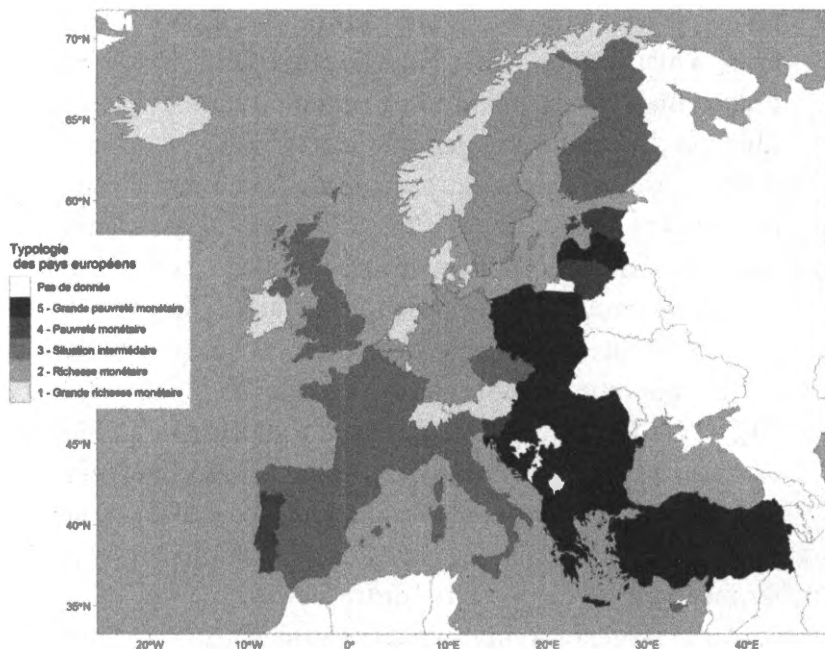 70°N
65°N
60°N
45°N
40°N
35°N
Typologie
des pays européens
Pas de donnée
5 - Grande pauvreté monétaire
4 - Pauvreté monétaire
3 - Situation intermédaire
2 - Richesse monétaire
1 - Grande richesse monétaire
20°W
10°W
0°
10°E
20°E
30°E
40°E